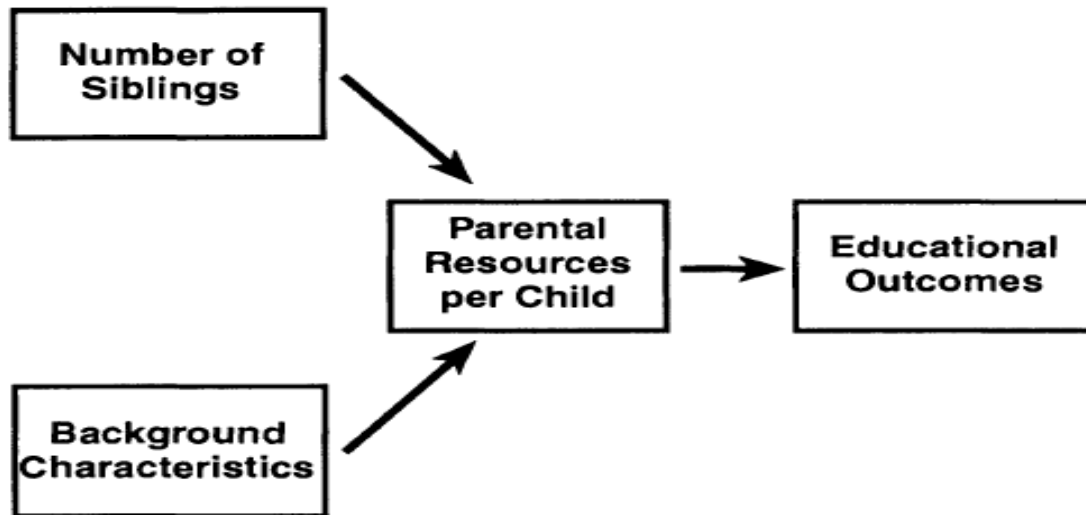 Number of
Siblings
Parental
Resources
per Child
Educational
Outcomes
Background
Characteristics